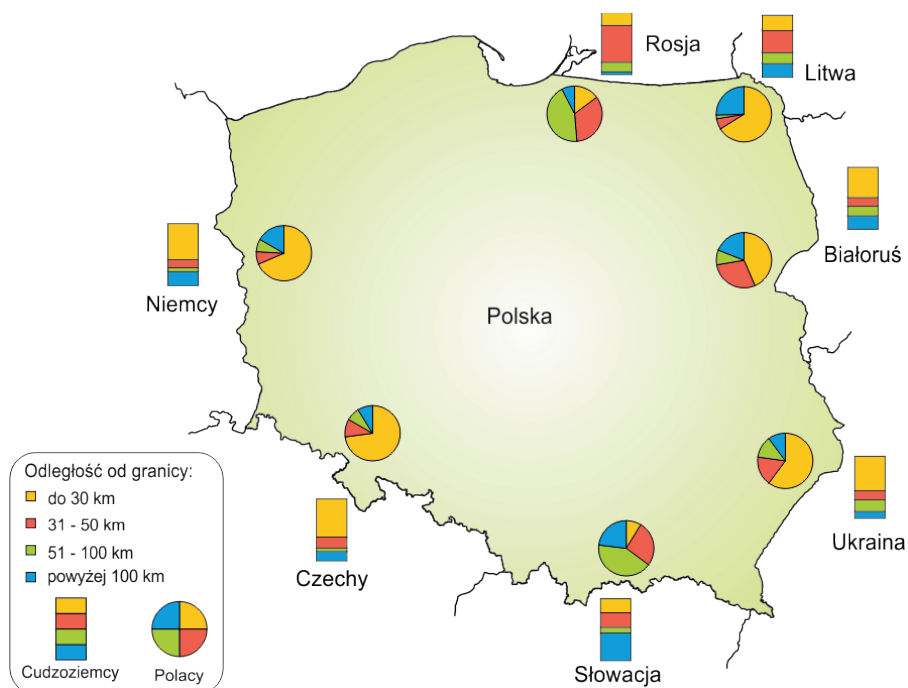 Rosja
Litwa
Białoruś
Niemcy
Polska
Ukraina
Czechy
Słowacja
Odległość od granicy:
do 30 km
31 - 50 km
51 - 100 km
powyżej 100 km
Cudzoziemcy
Polacy